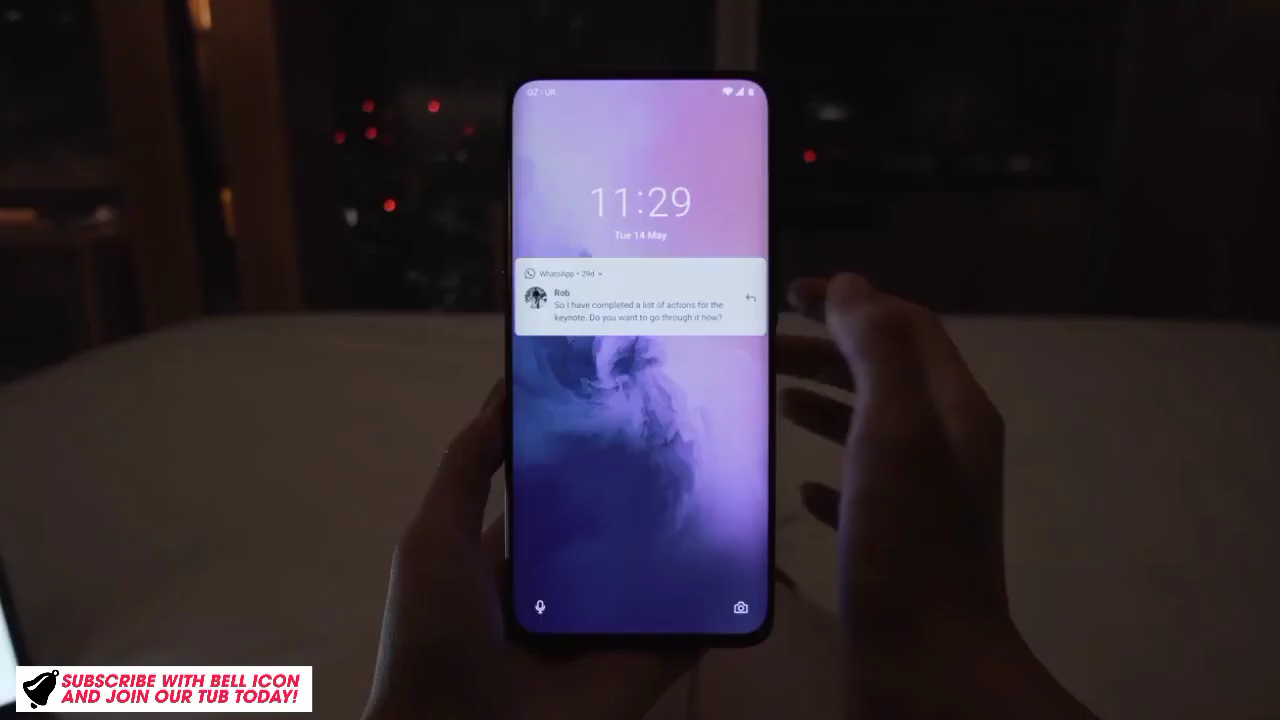 O2 - UK
11:29
Tue 14 May
WhatsApp • 29d
Rob
So I have completed a list of actions for the
keynote. Do you want to go through it now?
SUBSCRIBE WITH BELL ICON
AND JOIN OUR TUB TODAY!